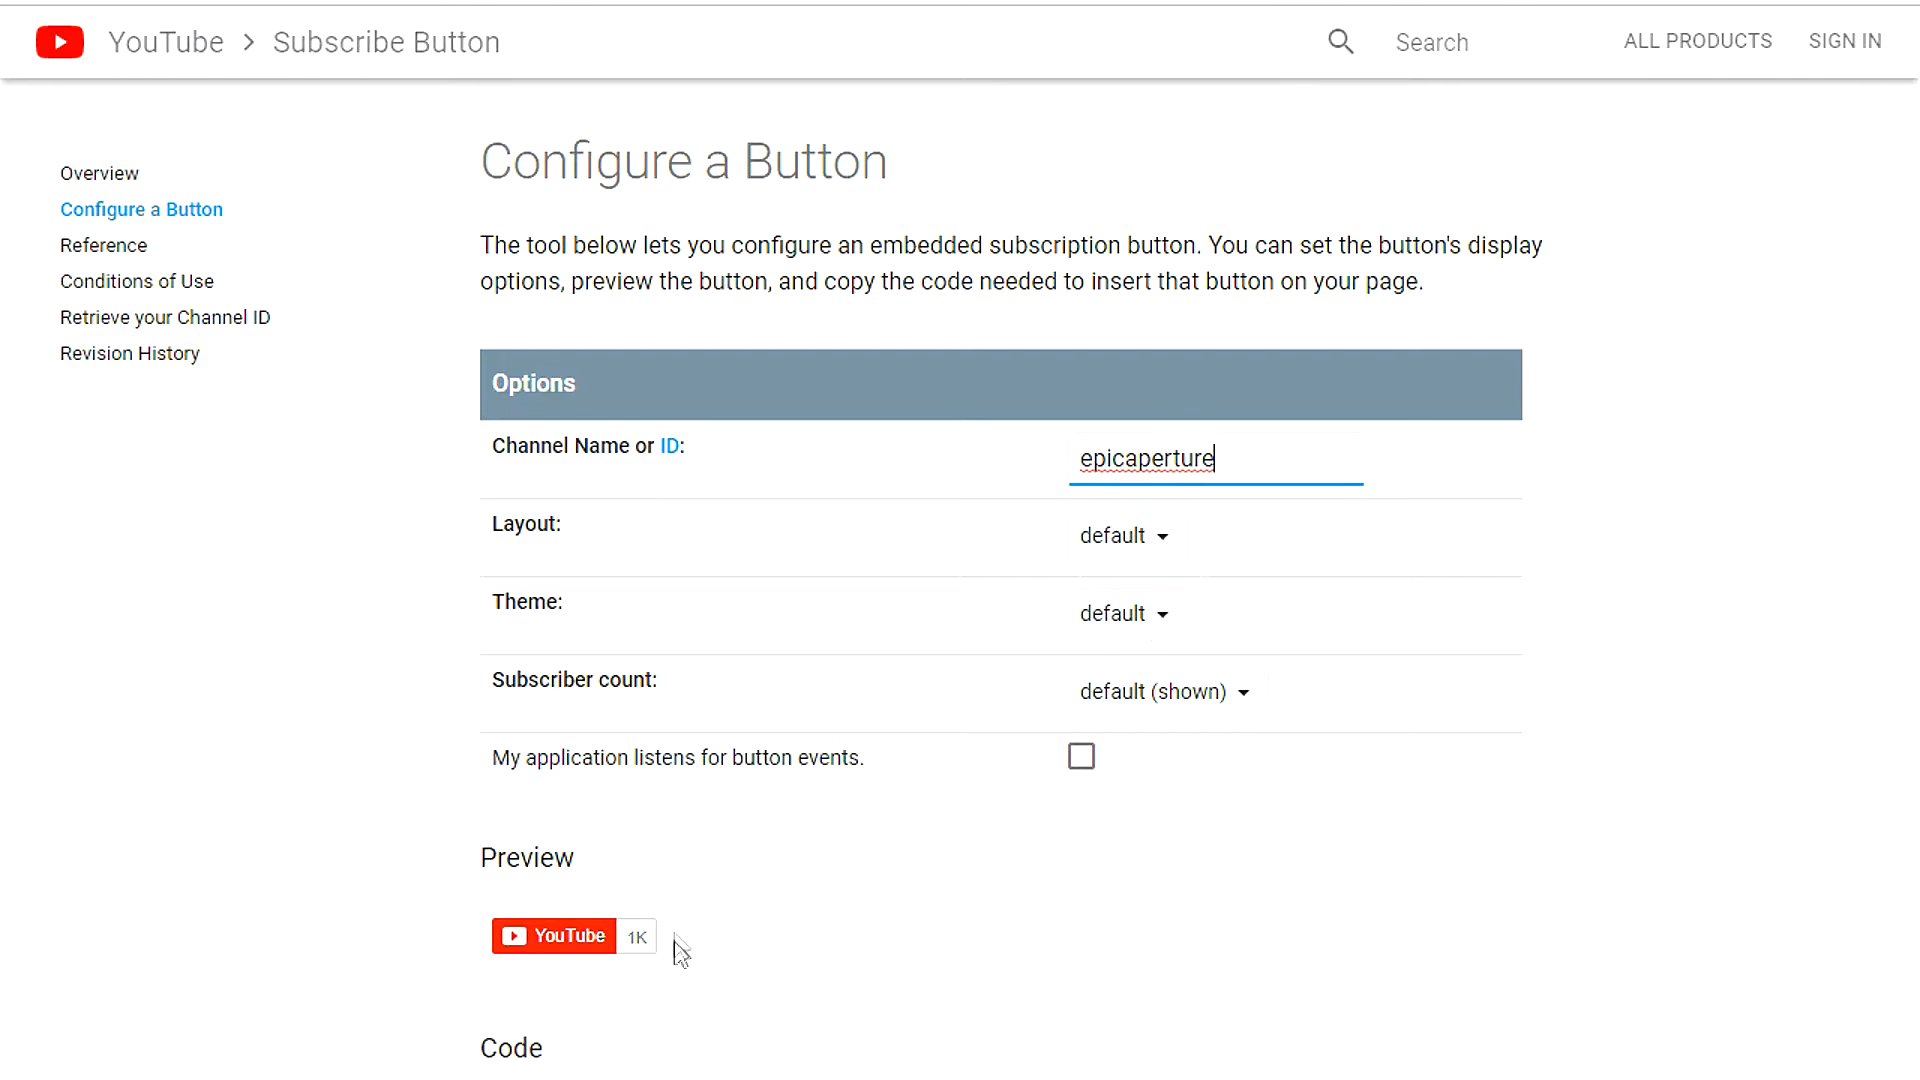 YouTube > Subscribe Button
Search
ALL PRODUCTS
SIGN IN
Overview
Configure a Button
Reference
Conditions of Use
Retrieve your Channel ID
Revision History
Configure a Button
The tool below lets you configure an embedded subscription button. You can set the button's display
options, preview the button, and copy the code needed to insert that button on your page.
Options
Channel Name or ID:
epicaperture
Layout:
default
Theme:
default
Subscriber count:
default (shown)
My application listens for button events.
Preview
YouTube 1K
Code